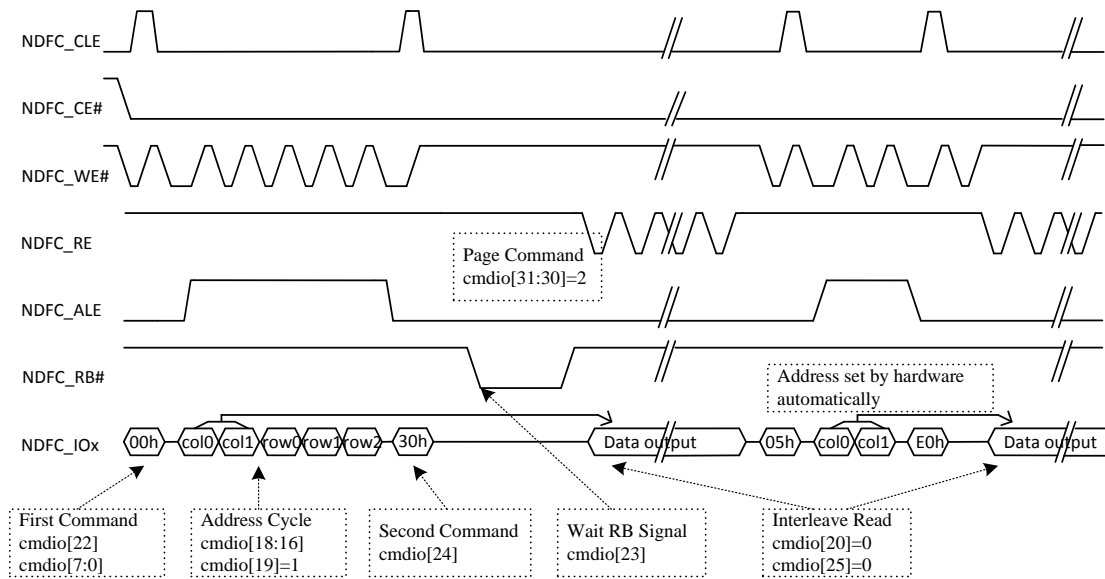 NDFC_CLE
NDFC_CE#
NDFC_WE#
NDFC_RE
Page Command
cmdio[31:30]=2
NDFC_ALE
NDFC_RB#
Address set by hardware
automatically
NDFC_IOx
00h col0 col1 row0 row1 row2 30h Data output 05h col0 col1 E0h Data output
First Command
cmdio[22]
cmdio[7:0]
Address Cycle
cmdio[18:16]
cmdio[19]=1
Second Command
cmdio[24]
Wait RB Signal
cmdio[23]
Interleave Read
cmdio[20]=0
cmdio[25]=0